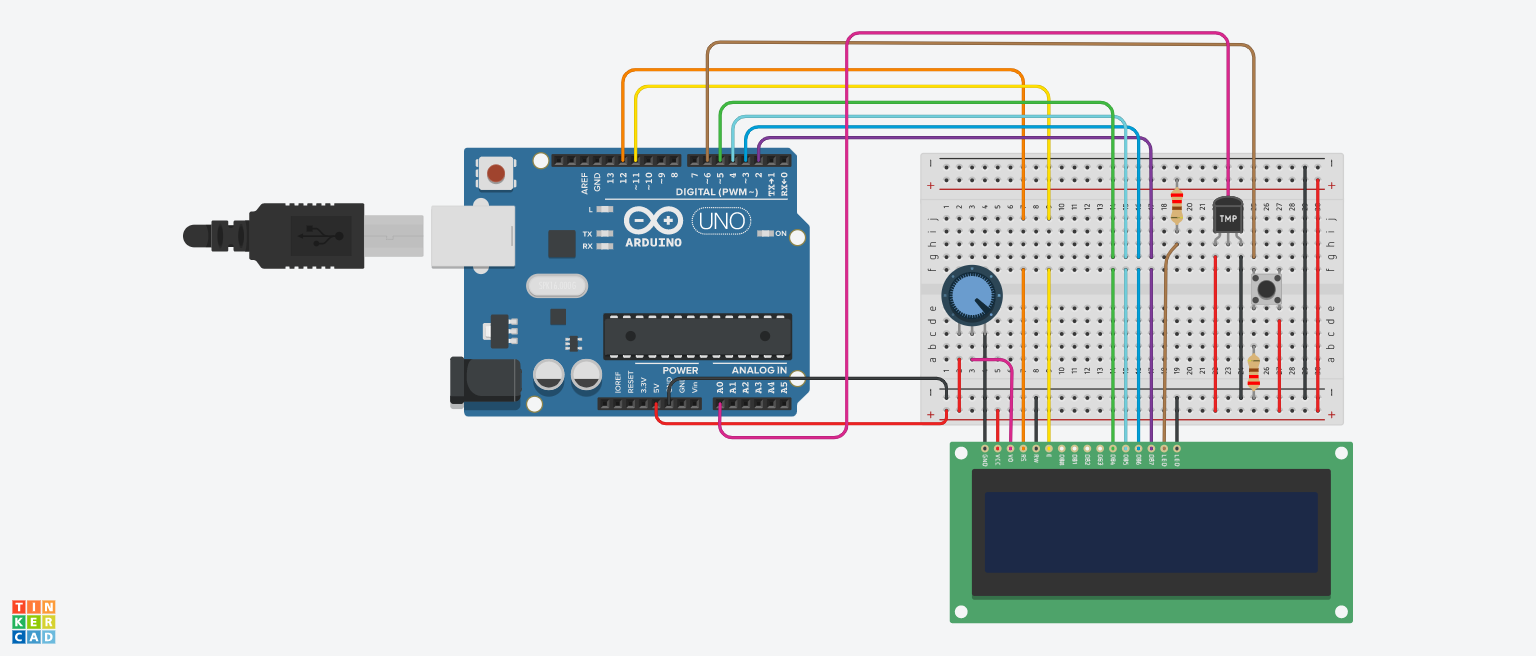 AREF
GND
13
12
~11
~10
~9
8
7
~6
~5
4
~3
2
TX→1
RX←0
DIGITAL (PWM~)
L
TX
RX
ARDUINO
UNO
ON
POWER
ANALOG IN
IOREF
RESET
3.3V
5V
GND
Vin
A0
A1
A2
A3
A4
A5
TMP
j
i
h
g
f
e
d
c
b
a
GND
VCC
V0
RS
RW
E
DB0
DB1
DB2
DB3
DB4
DB5
DB6
DB7
LED
LED
TIN
KER
CAD